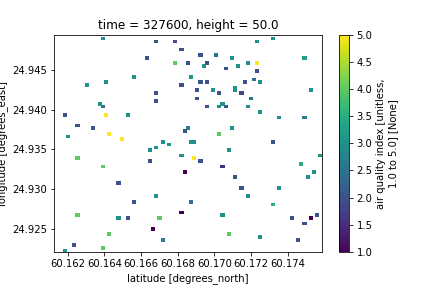 time = 327600, height = 50.0
24.945
24.940
24.935
24.930
24.925
longitude [degrees_east]
60.162 60.164 60.166 60.168 60.170 60.172 60.174
latitude [degrees_north]
5.0
4.5
4.0
3.5
3.0
2.5
2.0
1.5
1.0
air quality index [unitless,
1.0 to 5.0] [None]